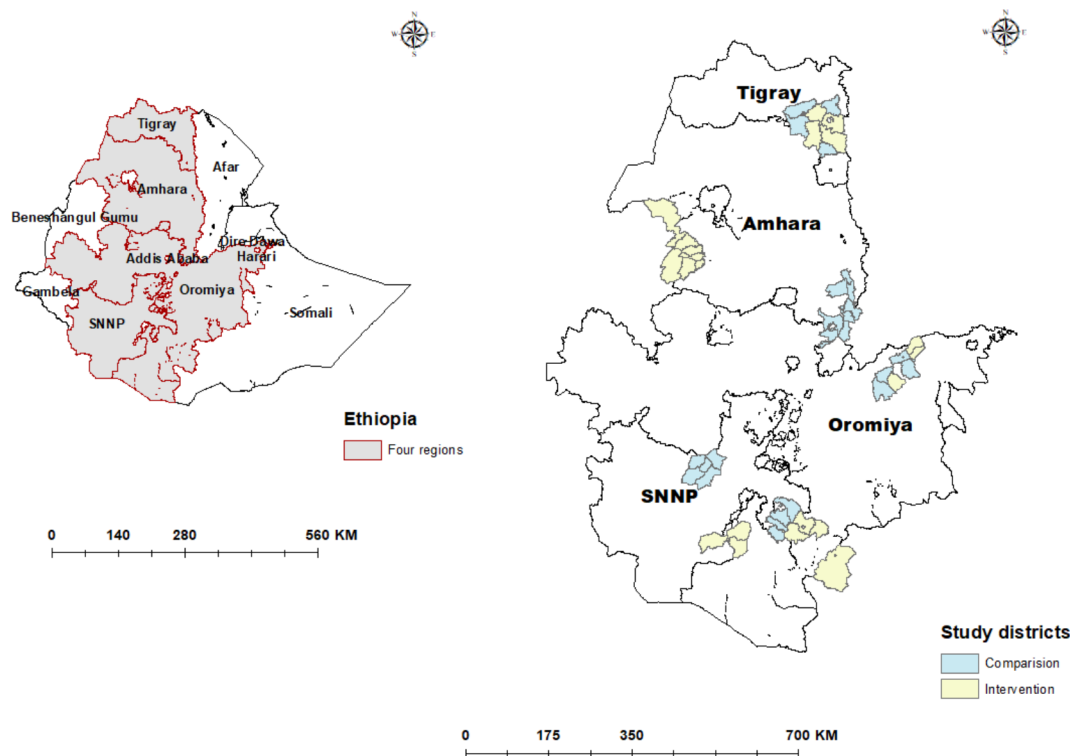 N
W E
S
Tigray
Afar
Amhara
Beneshangul Gumu
Dire Dawa
Addis Ababa
Harari
Gambela
Oromiya
Somali
SNNP
Ethiopia
Four regions
0 140 280 560 KM
N
W E
S
Tigray
Amhara
Oromiya
SNNP
Study districts
Comparision
Intervention
0 175 350 700 KM